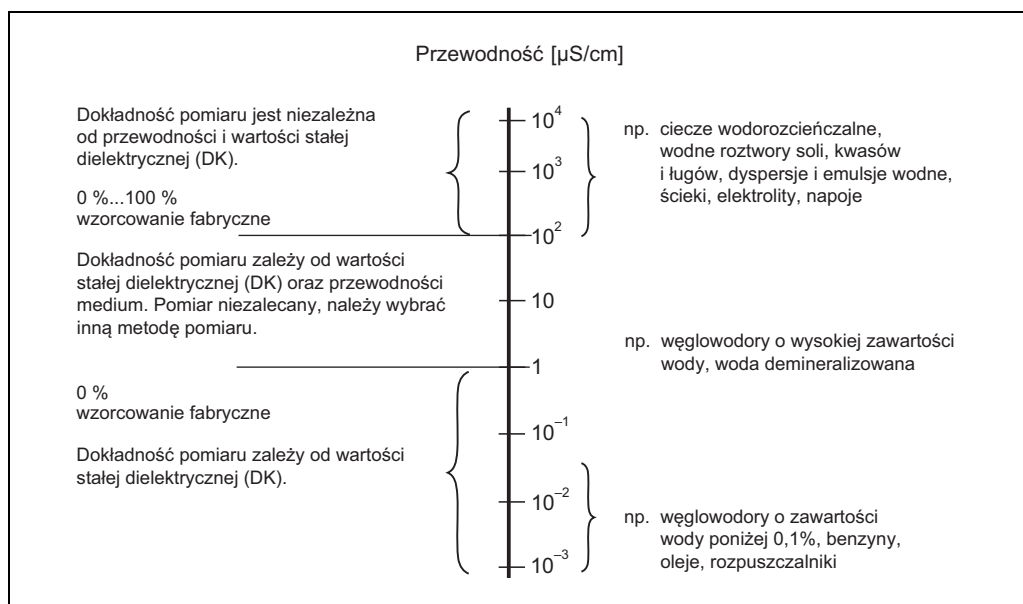 Przewodność [µS/cm]
Dokładność pomiaru jest niezależna
od przewodności i wartości stałej
dielektrycznej (DK).
0 %...100 %
wzorcowanie fabryczne
Dokładność pomiaru zależy od wartości
stałej dielektrycznej (DK) oraz przewodności
medium. Pomiar niezalecany, należy wybrać
inną metodę pomiaru.
0 %
wzorcowanie fabryczne
Dokładność pomiaru zależy od wartości
stałej dielektrycznej (DK).
10⁴
10³
10²
10
1
10⁻¹
10⁻²
10⁻³
np. ciecze wodorozcieńczalne,
wodne roztwory soli, kwasów
i ługów, dyspersje i emulsje wodne,
ścieki, elektrolity, napoje
np. węglowodory o wysokiej zawartości
wody, woda demineralizowana
np. węglowodory o zawartości
wody poniżej 0,1%, benzyny,
oleje, rozpuszczalniki